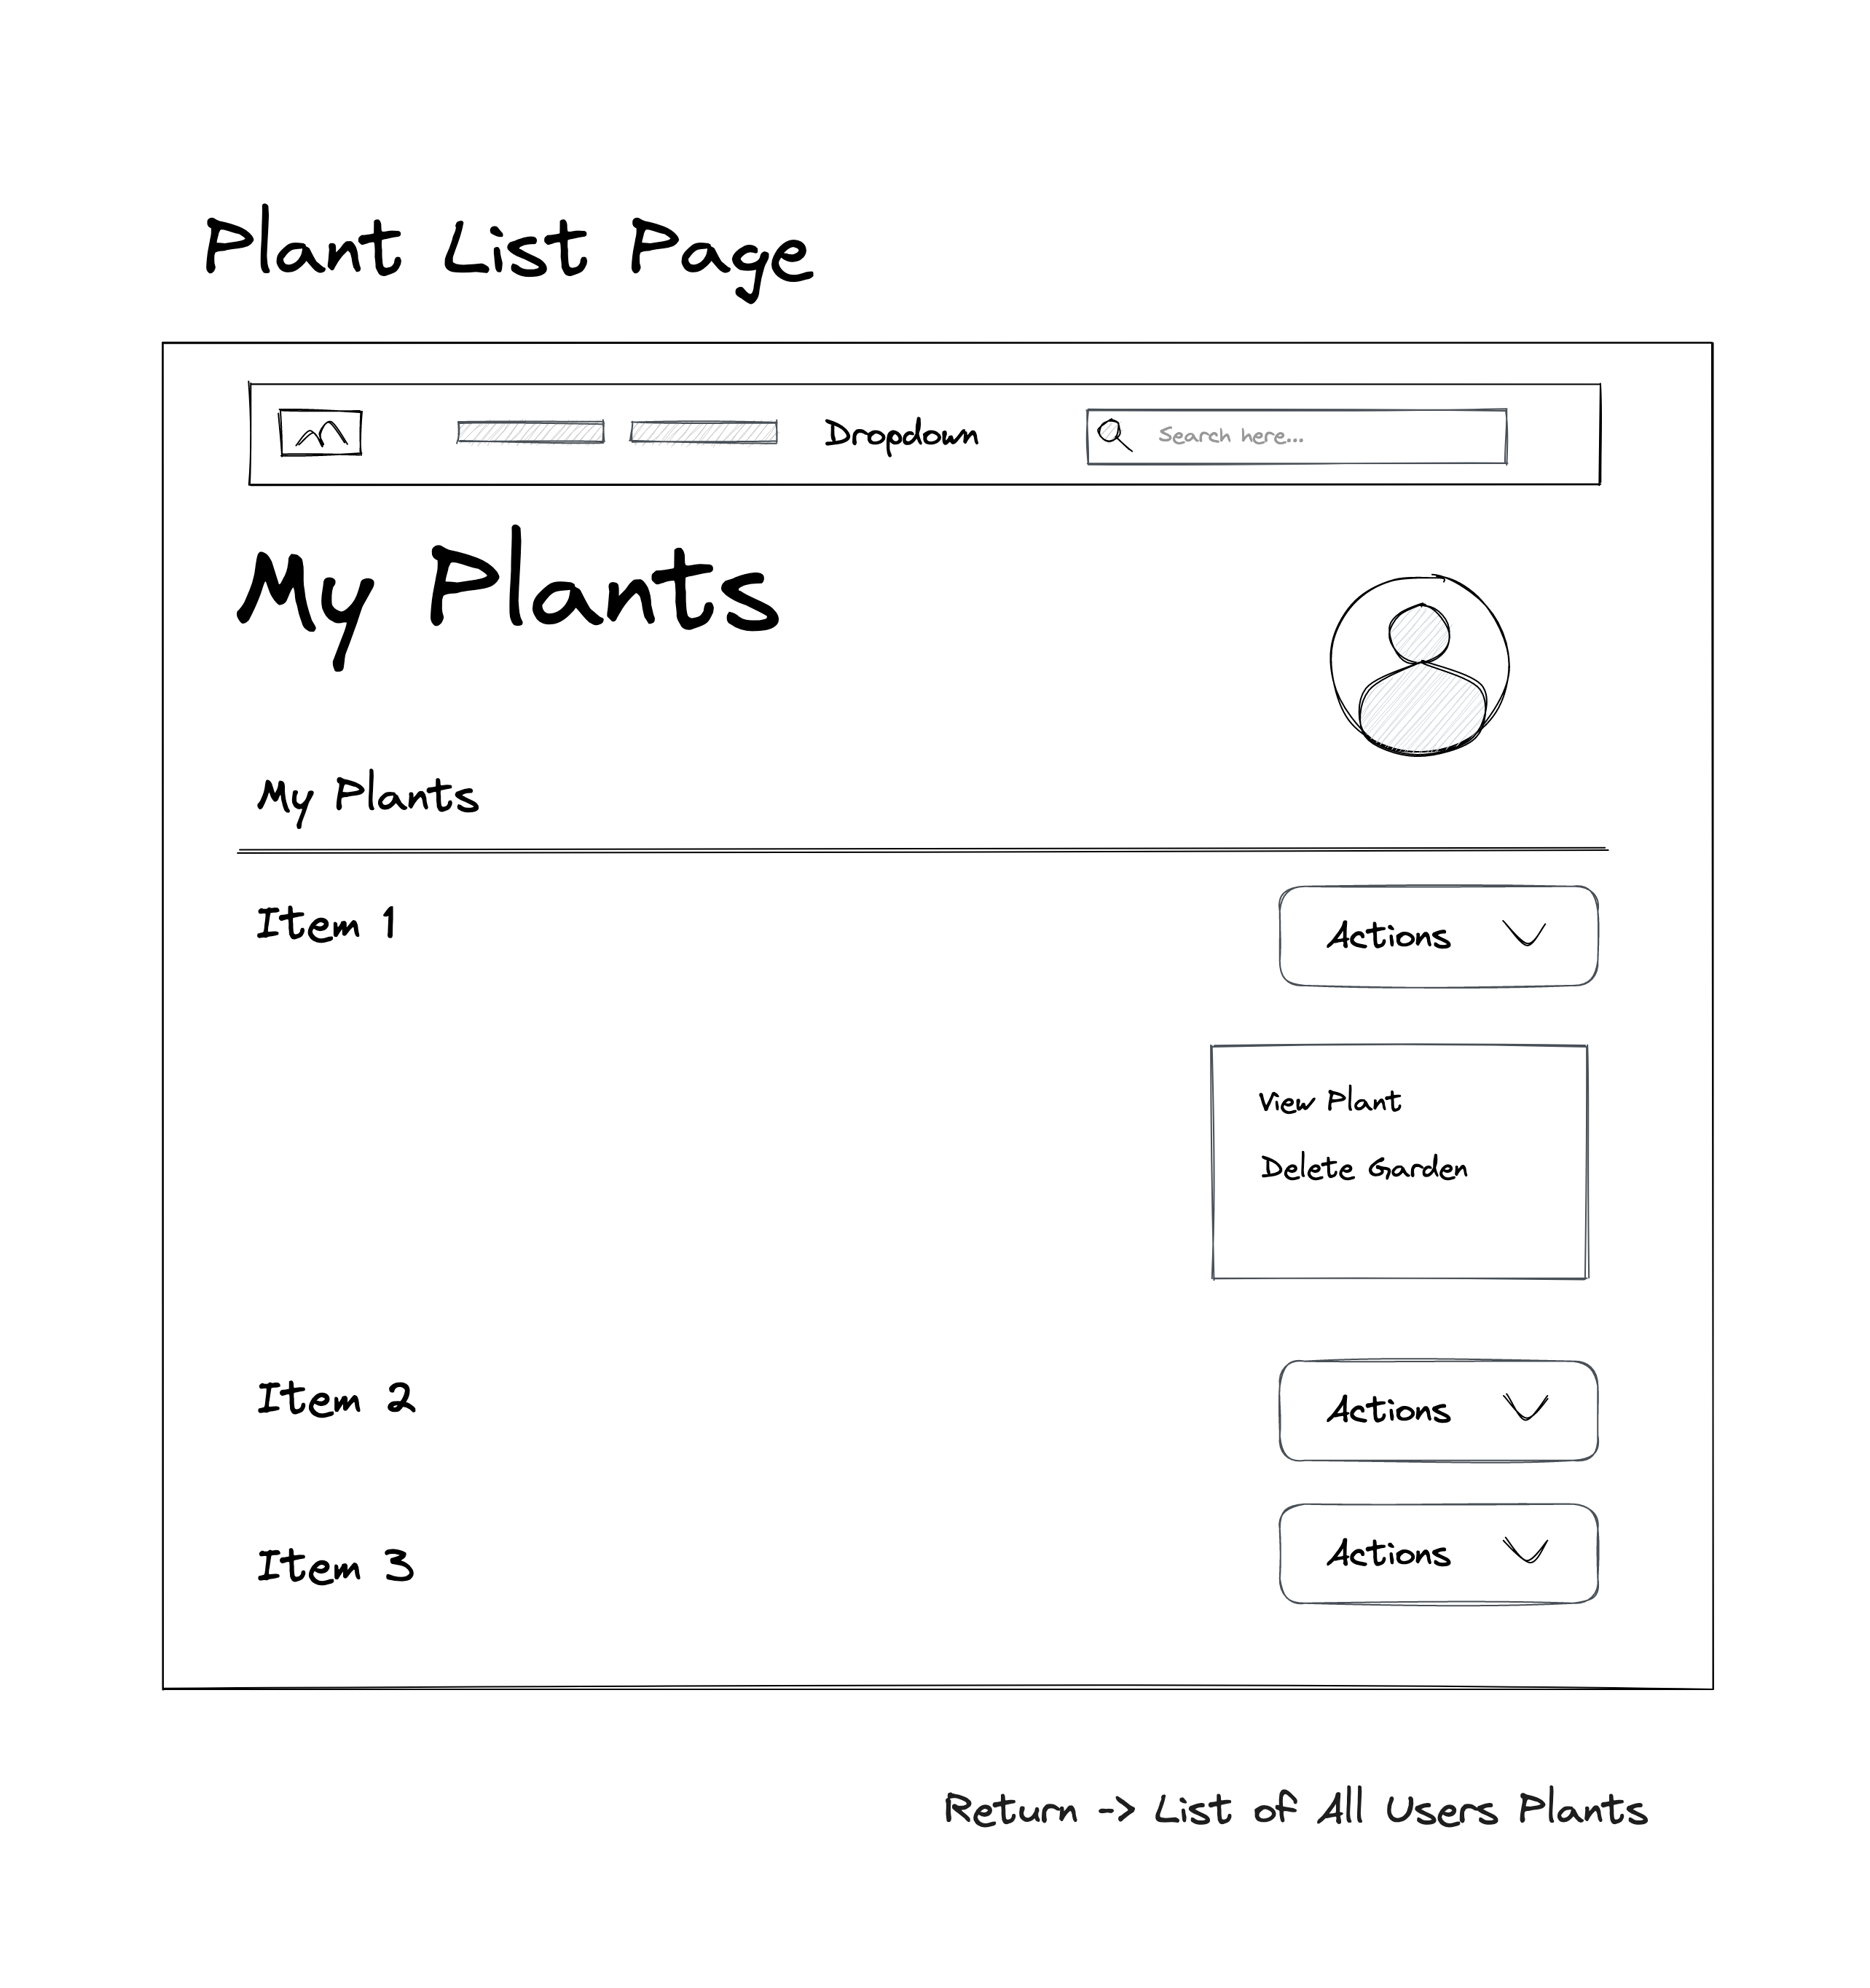 Plant List Page
Dropdown
Search here...
My Plants
My Plants
Item 1
Actions
View Plant
Delete Garden
Item 2
Actions
Item 3
Actions
Return -> List of All Users Plants